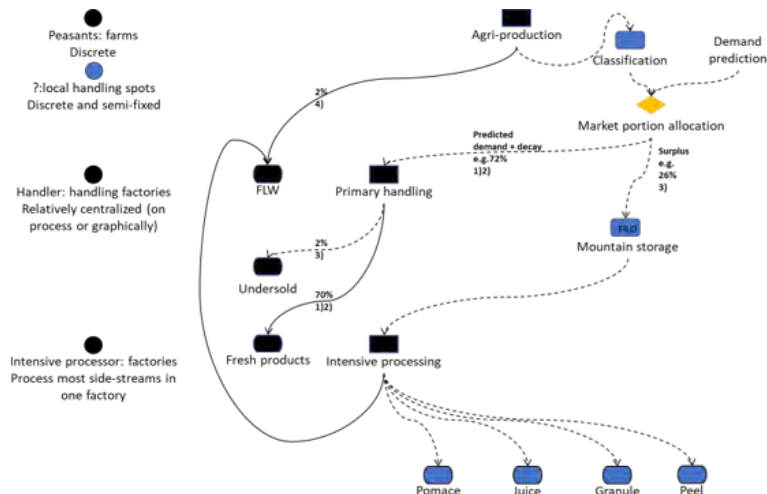 Peasants: farms
Discrete
?:local handling spots
Discrete and semi-fixed
Handler: handling factories
Relatively centralized (on
process or graphically)
Intensive processor: factories
Process most side-streams in
one factory
Agri-production
Classification
Demand
prediction
Market portion allocation
2%
4)
Predicted
demand + decay
e.g.72%
1)2)
Surplus
e.g.
26%
3)
FLW
Primary handling
Mountain storage
2%
3)
Undersold
70%
1)2)
Fresh products
Intensive processing
Pomace
Juice
Granule
Peel